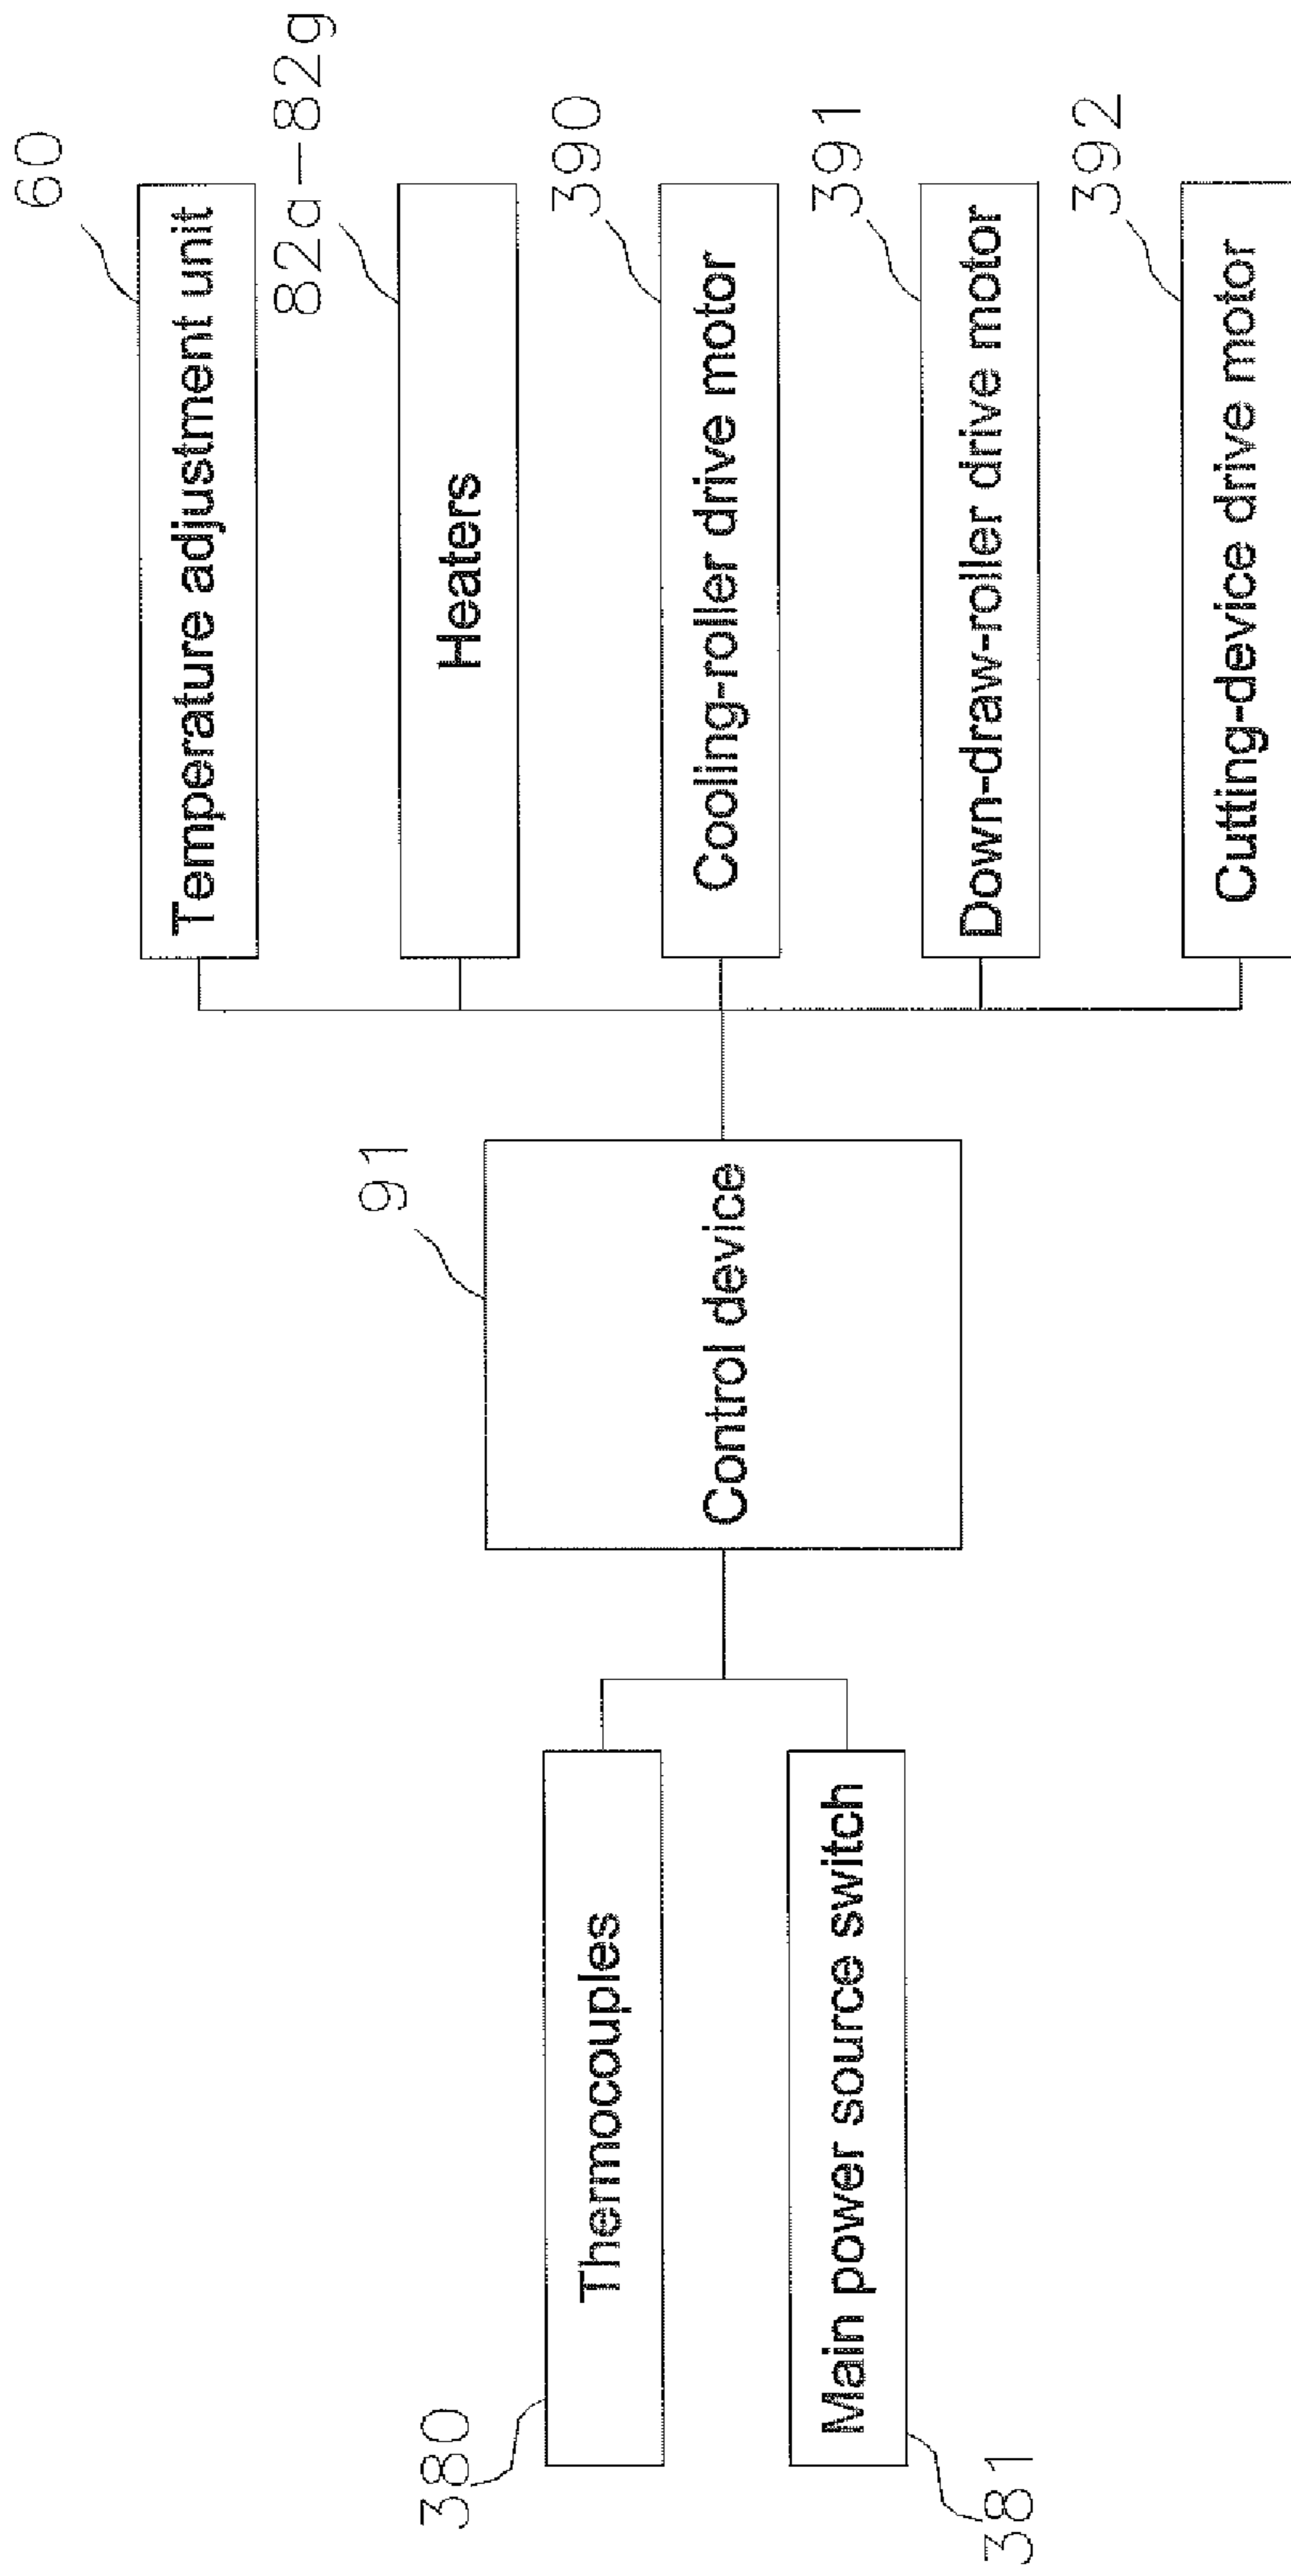 380
Thermocouples
Main power source switch
381
91
Control device
60
Temperature adjustment unit
82a-82g
Heaters
390
Cooling-roller drive motor
391
Down-draw-roller drive motor
392
Cutting-device drive motor